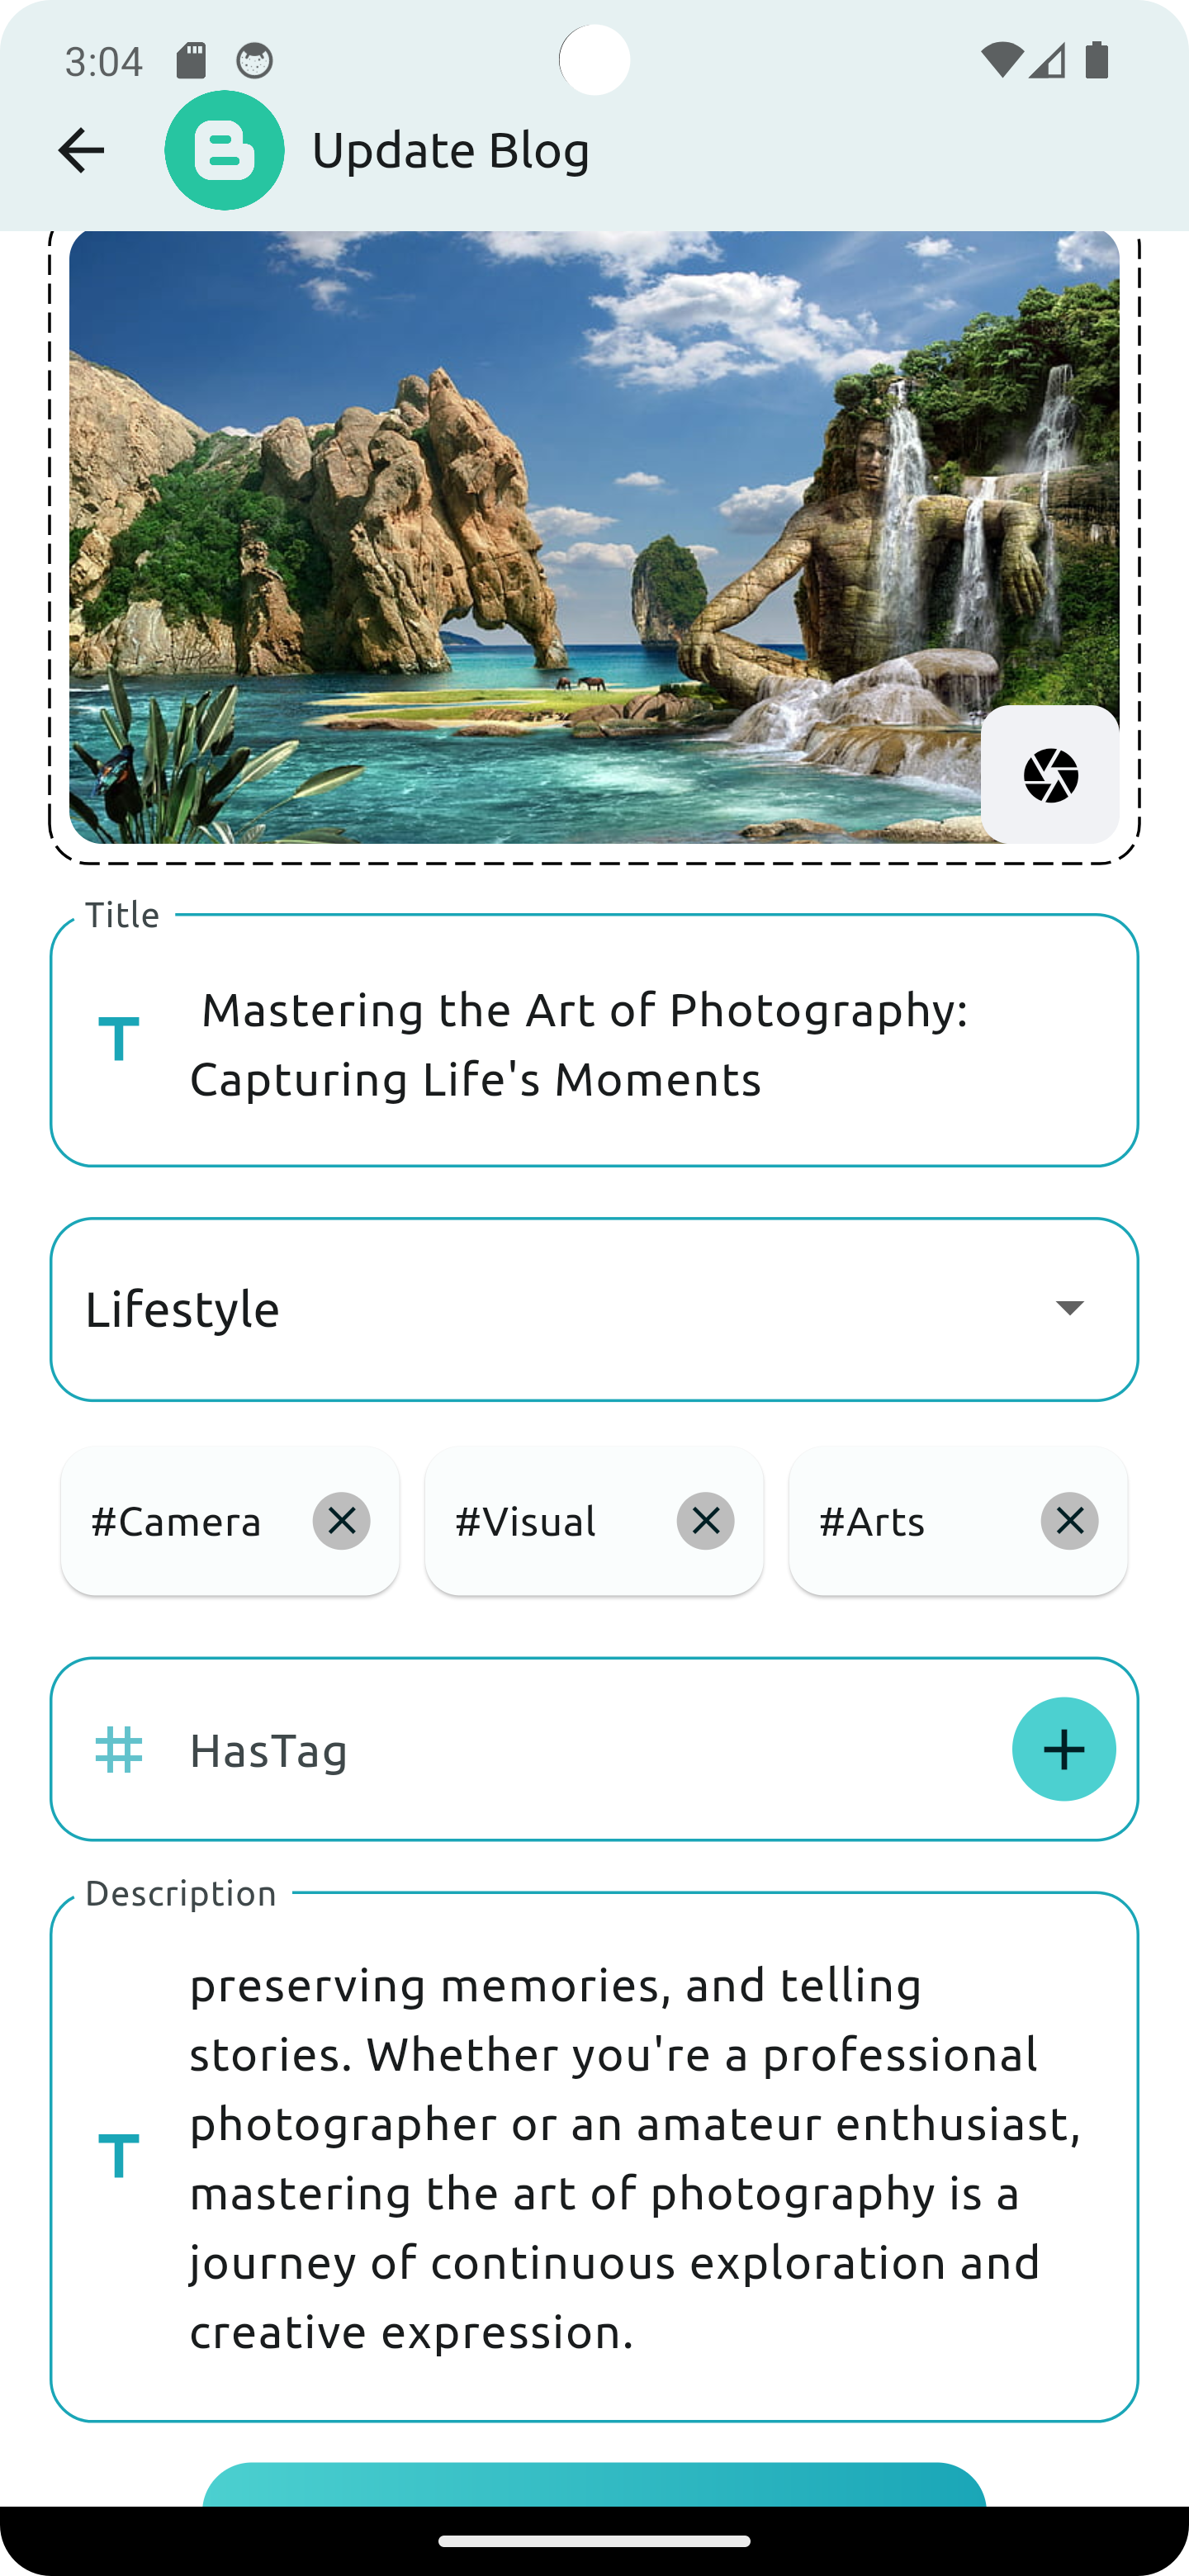 3:04
Update Blog
Title
Mastering the Art of Photography:
Capturing Life's Moments
Lifestyle
#Camera
#Visual
#Arts
HasTag
Description
preserving memories, and telling
stories. Whether you're a professional
photographer or an amateur enthusiast,
mastering the art of photography is a
journey of continuous exploration and
creative expression.